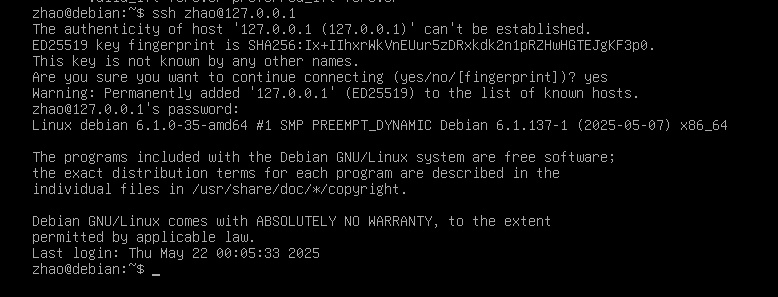 zhao@debian:~$ ssh zhao@127.0.0.1
The authenticity of host '127.0.0.1 (127.0.0.1)' can't be established.
ED25519 key fingerprint is SHA256:Ix+IIhxrWkVnEUur5zDRxkdk2n1pRZHwHGTEJgKF3p0.
This key is not known by any other names.
Are you sure you want to continue connecting (yes/no/[fingerprint])? yes
Warning: Permanently added '127.0.0.1' (ED25519) to the list of known hosts.
zhao@127.0.0.1's password:
Linux debian 6.1.0-35-amd64 #1 SMP PREEMPT_DYNAMIC Debian 6.1.137-1 (2025-05-07) x86_64
The programs included with the Debian GNU/Linux system are free software;
the exact distribution terms for each program are described in the
individual files in /usr/share/doc/*/copyright.
Debian GNU/Linux comes with ABSOLUTELY NO WARRANTY, to the extent
permitted by applicable law.
Last login: Thu May 22 00:05:33 2025
zhao@debian:~$ _